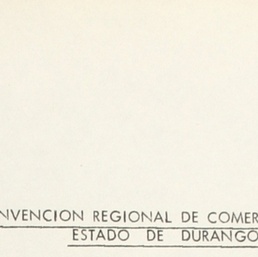 NVENCION REGIONAL DE COMER
ESTADO DE DURANGO